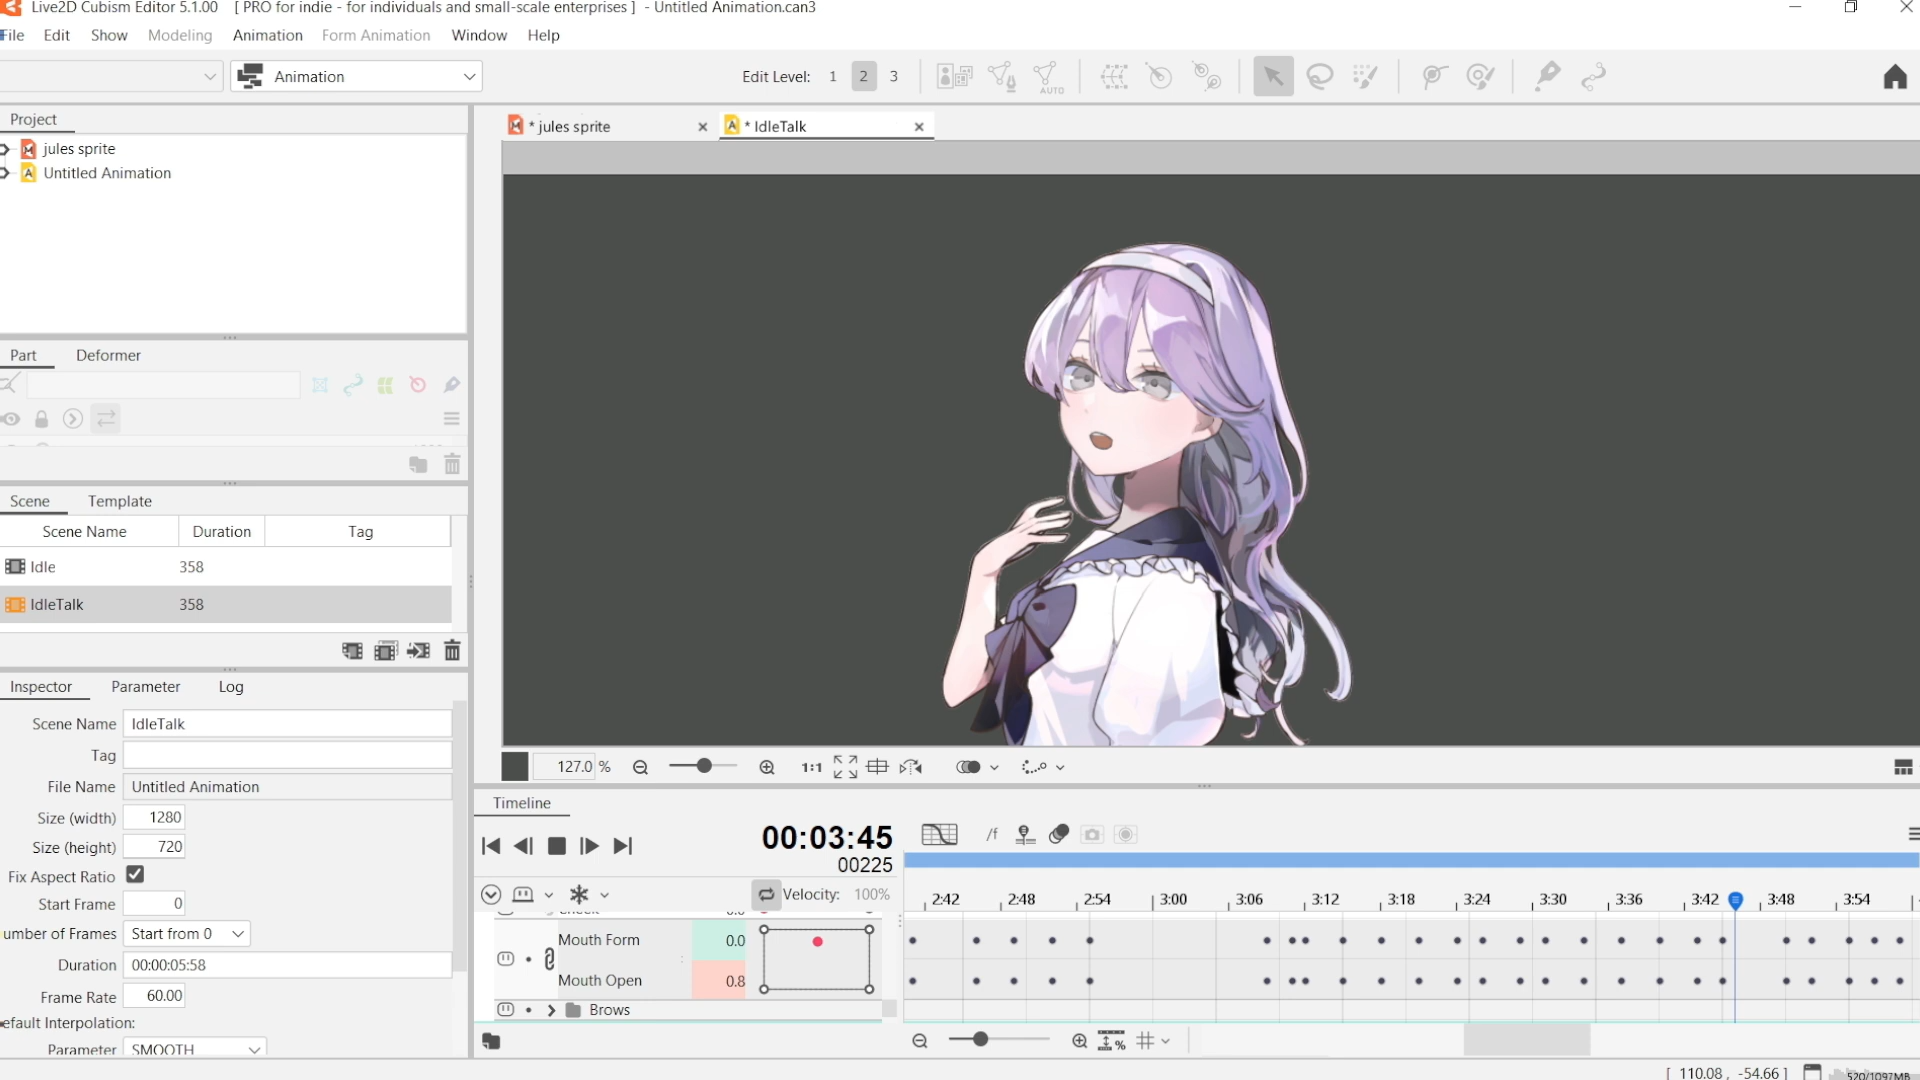 Live2D Cubism Editor 5.1.00 [ PRO for indie - for individuals and small-scale enterprises ] - Untitled Animation.can3
File Edit Show Modeling Animation Form Animation Window Help
Animation Edit Level: 1 2 3 AUTO
Project
* jules sprite
* IdleTalk
jules sprite
Untitled Animation
Part Deformer
Scene Template
Scene Name Duration Tag
Idle 358
IdleTalk 358
Inspector Parameter Log
Scene Name IdleTalk
Tag
File Name Untitled Animation
Size (width) 1280
Size (height) 720
Fix Aspect Ratio
Start Frame 0
umber of Frames Start from 0
Duration 00:00:05:58
Frame Rate 60.00
efault Interpolation:
Parameter SMOOTH
127.0 % 1:1
Timeline
00:03:45
00225
/f
Velocity: 100%
2:42 2:48 2:54 3:00 3:06 3:12 3:18 3:24 3:30 3:36 3:42 3:48 3:54
Mouth Form 0.0
Mouth Open 0.8
Brows
%
[ 110.08 , -54.66 ] 520/1097MB